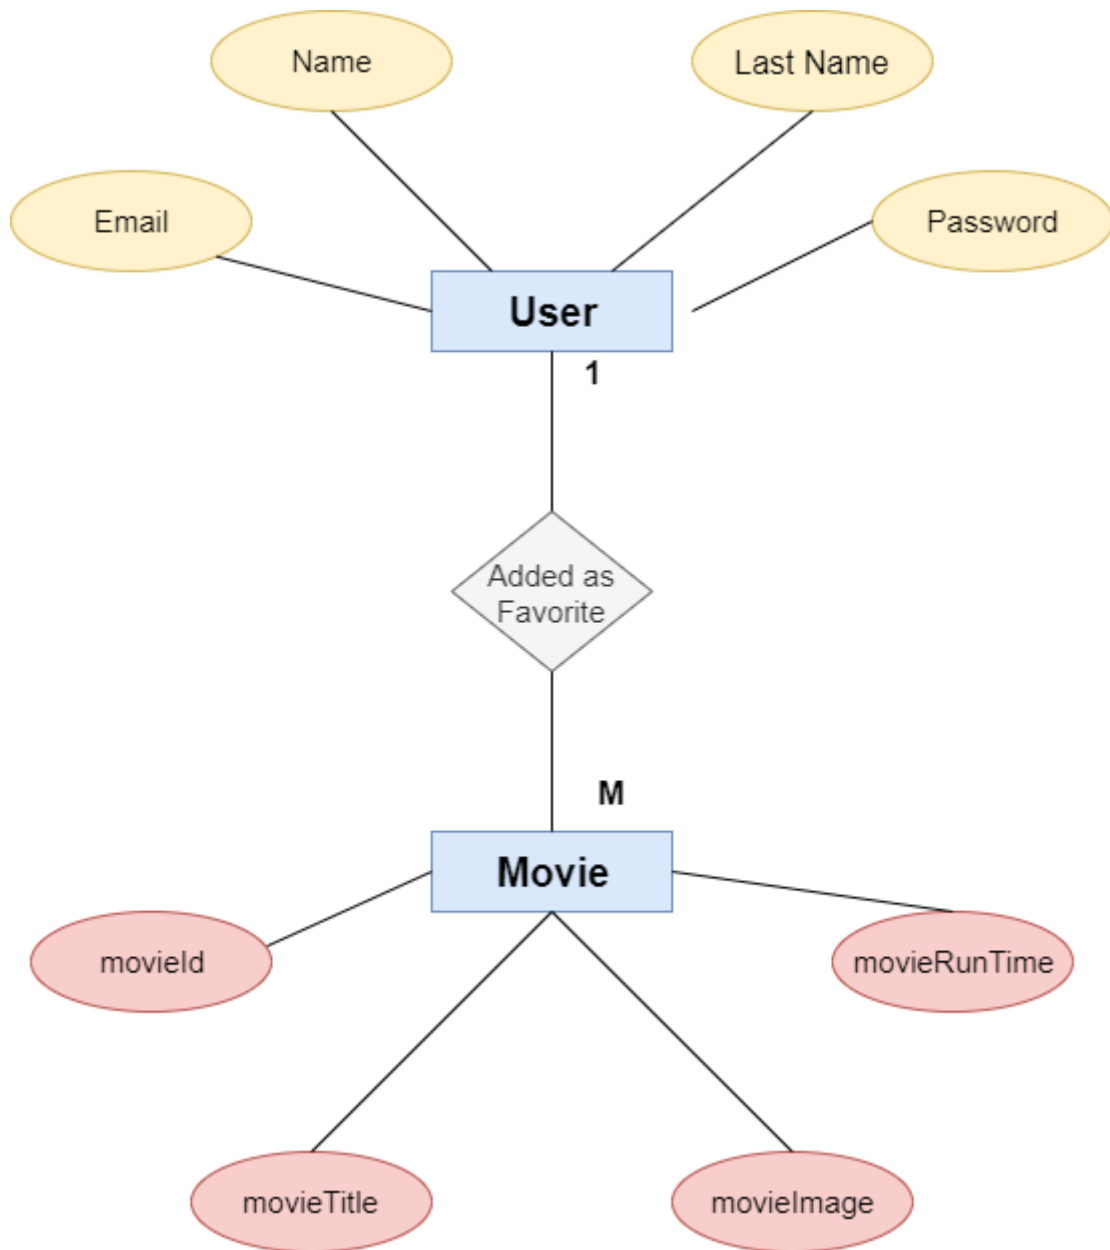 Name
Last Name
Email
Password
User
1
Added as
Favorite
M
Movie
movieId
movieRunTime
movieTitle
movieImage